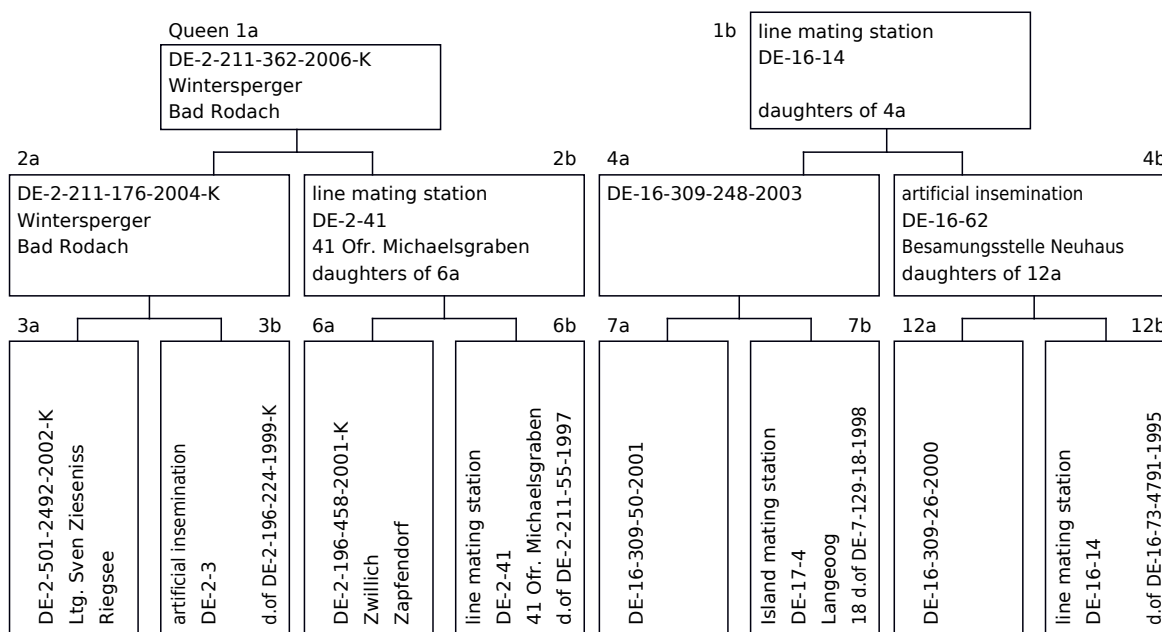 Queen 1a
DE-2-211-362-2006-K
Wintersperger
Bad Rodach
1b
line mating station
DE-16-14
daughters of 4a
2a
DE-2-211-176-2004-K
Wintersperger
Bad Rodach
2b
line mating station
DE-2-41
41 Ofr. Michaelsgraben
daughters of 6a
4a
DE-16-309-248-2003
4b
artificial insemination
DE-16-62
Besamungsstelle Neuhaus
daughters of 12a
3a
DE-2-501-2492-2002-K
Ltg. Sven Zieseniss
Riegsee
3b
artificial insemination
DE-2-3
d.of DE-2-196-224-1999-K
6a
DE-2-196-458-2001-K
Zwillich
Zapfendorf
6b
line mating station
DE-2-41
41 Ofr. Michaelsgraben
d.of DE-2-211-55-1997
7a
DE-16-309-50-2001
7b
Island mating station
DE-17-4
Langeoog
18 d.of DE-7-129-18-1998
12a
DE-16-309-26-2000
12b
line mating station
DE-16-14
d.of DE-16-73-4791-1995